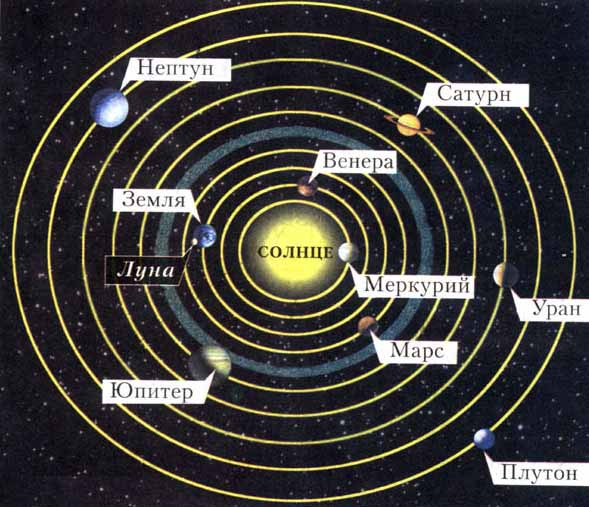 Нептун
Сатурн
Венера
Земля
СОЛНЦЕ
Луна
Меркурий
Уран
Марс
Юпитер
Плутон